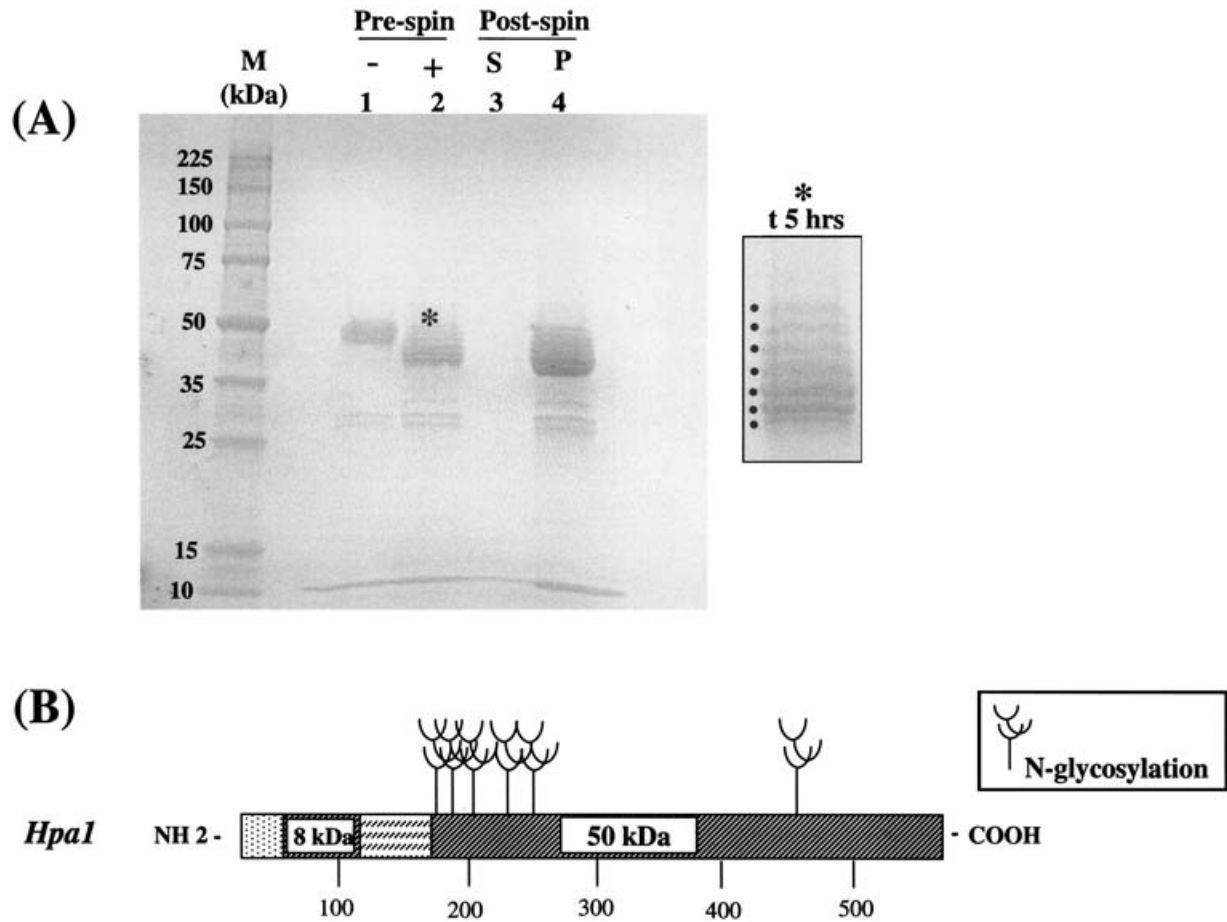 Pre-spin Post-spin
M - + S P
(kDa) 1 2 3 4
(A)
225
150
100
75
50
35
25
15
10
*
*
t 5 hrs
(B)
N-glycosylation
Hpa1 NH 2 - 8 kDa 50 kDa - COOH
100 200 300 400 500